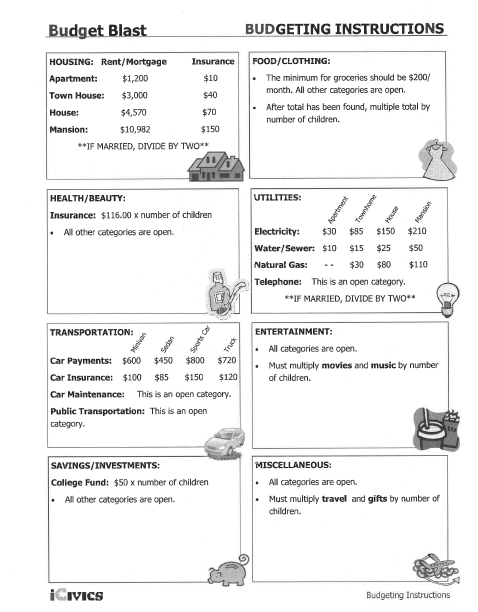 Budget Blast
BUDGETING INSTRUCTIONS
HOUSING: Rent/Mortgage Insurance
Apartment: $1,200 $10
Town House: $3,000 $40
House: $4,570 $70
Mansion: $10,982 $150
**IF MARRIED, DIVIDE BY TWO**
FOOD/CLOTHING:
• The minimum for groceries should be $200/
month. All other categories are open.
• After total has been found, multiple total by
number of children.
HEALTH/BEAUTY:
Insurance: $116.00 x number of children
• All other categories are open.
UTILITIES: Apartment Townhome House Mansion
Electricity: $30 $85 $150 $210
Water/Sewer: $10 $15 $25 $50
Natural Gas: -- $30 $80 $110
Telephone: This is an open category.
**IF MARRIED, DIVIDE BY TWO**
TRANSPORTATION: Minivan Sedan Sports Car Truck
Car Payments: $600 $450 $800 $720
Car Insurance: $100 $85 $150 $120
Car Maintenance: This is an open category.
Public Transportation: This is an open
category.
ENTERTAINMENT:
• All categories are open.
• Must multiply movies and music by number
of children.
SAVINGS/INVESTMENTS:
College Fund: $50 x number of children
• All other categories are open.
MISCELLANEOUS:
• All categories are open.
• Must multiply travel and gifts by number of
children.
iCIVICS
Budgeting Instructions